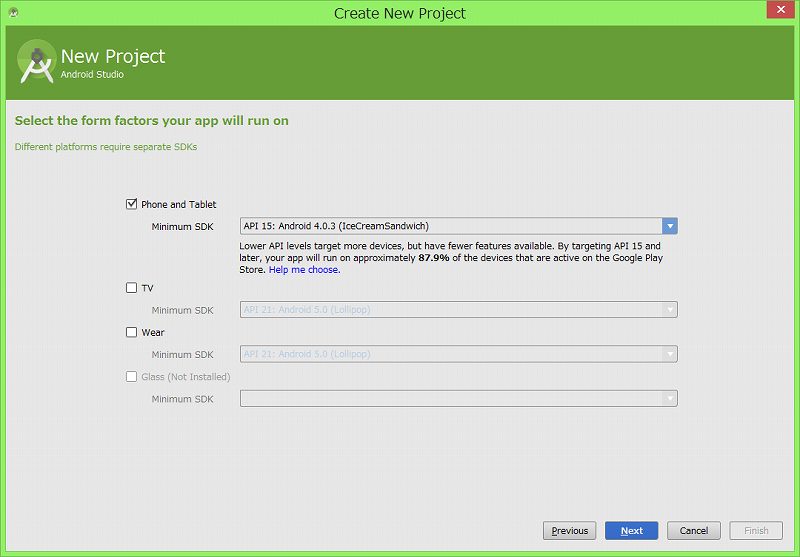 Create New Project
New Project
Android Studio
Select the form factors your app will run on
Different platforms require separate SDKs
Phone and Tablet
Minimum SDK API 15: Android 4.0.3 (IceCreamSandwich)
Lower API levels target more devices, but have fewer features available. By targeting API 15 and
later, your app will run on approximately 87.9% of the devices that are active on the Google Play
Store. Help me choose.
TV
Minimum SDK API 21: Android 5.0 (Lollipop)
Wear
Minimum SDK API 21: Android 5.0 (Lollipop)
Glass (Not Installed)
Minimum SDK
Previous Next Cancel Finish